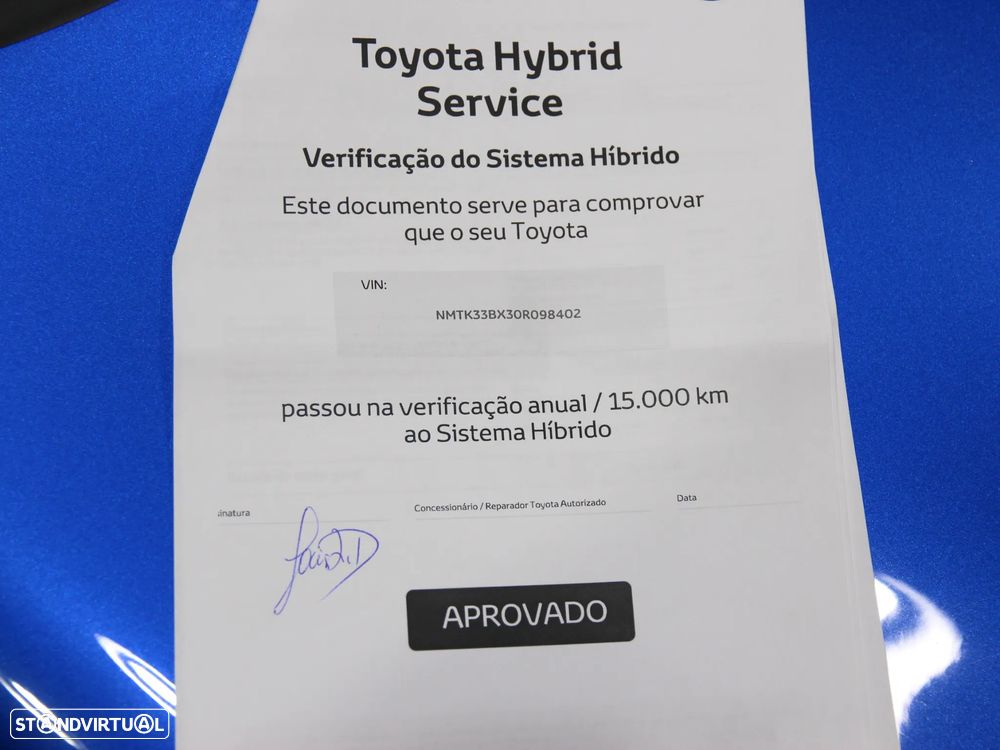 Toyota Hybrid
Service
Verificação do Sistema Híbrido
Este documento serve para comprovar
que o seu Toyota
VIN:
NMTK33BX30R098402
passou na verificação anual / 15.000 km
ao Sistema Híbrido
sinatura
Concessionário / Reparador Toyota Autorizado
Data
APROVADO
STANDVIRTUAL